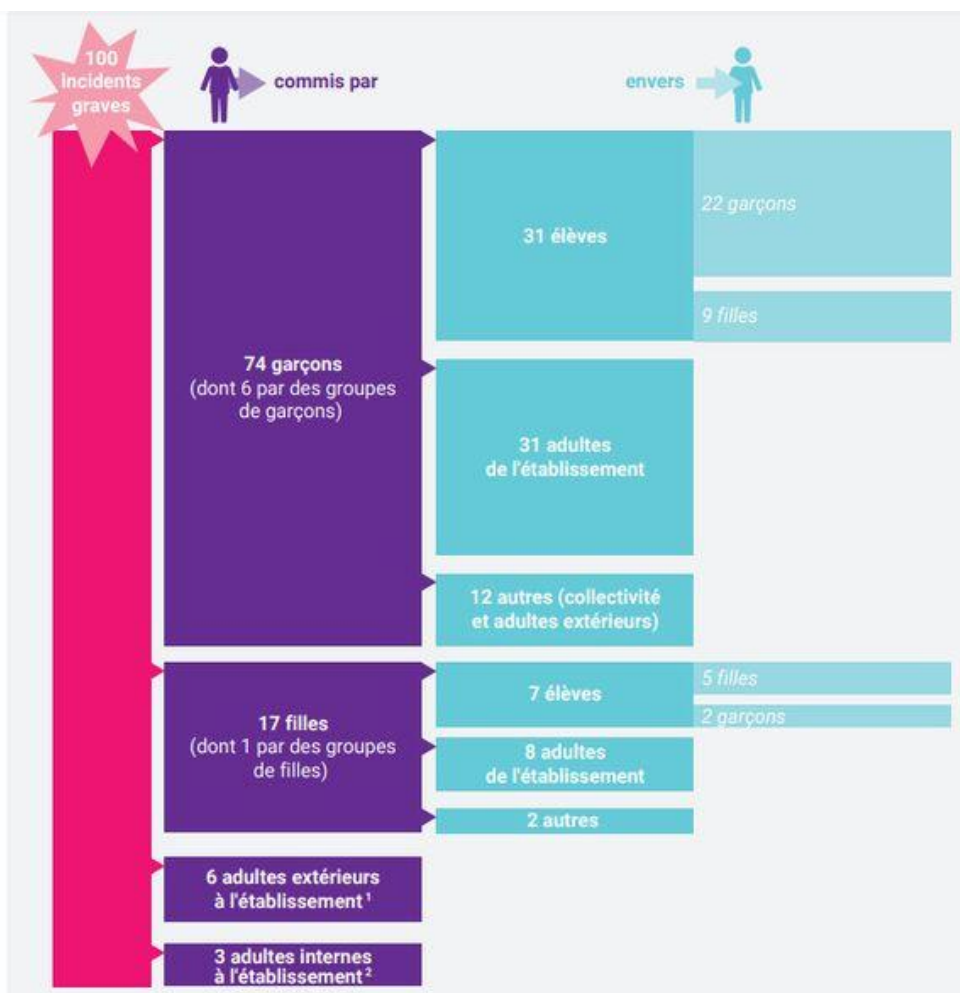 100
Incidents
graves
commis par
envers
31 élèves
22 garçons
9 filles
74 garçons
(dont 6 par des groupes
de garçons)
31 adultes
de l'établissement
12 autres (collectivité
et adultes extérieurs)
17 filles
(dont 1 par des groupes
de filles)
7 élèves
5 filles
2 garçons
8 adultes
de l'établissement
2 autres
6 adultes extérieurs
à l'établissement ¹
3 adultes internes
à l'établissement ²